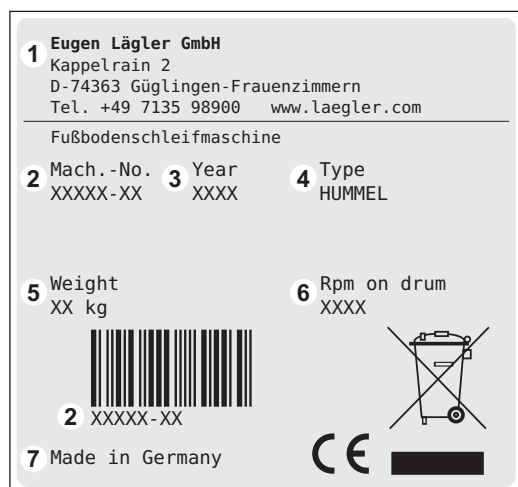 1 Eugen Lägler GmbH
Kappelrain 2
D-74363 Güglingen-Frauenzimmern
Tel. +49 7135 98900 www.laegler.com
Fußbodenschleifmaschine
2 Mach.-No. 3 Year 4 Type
XXXXX-XX XXXX HUMMEL
5 Weight 6 Rpm on drum
XX kg XXXX
2 XXXXX-XX
7 Made in Germany CE